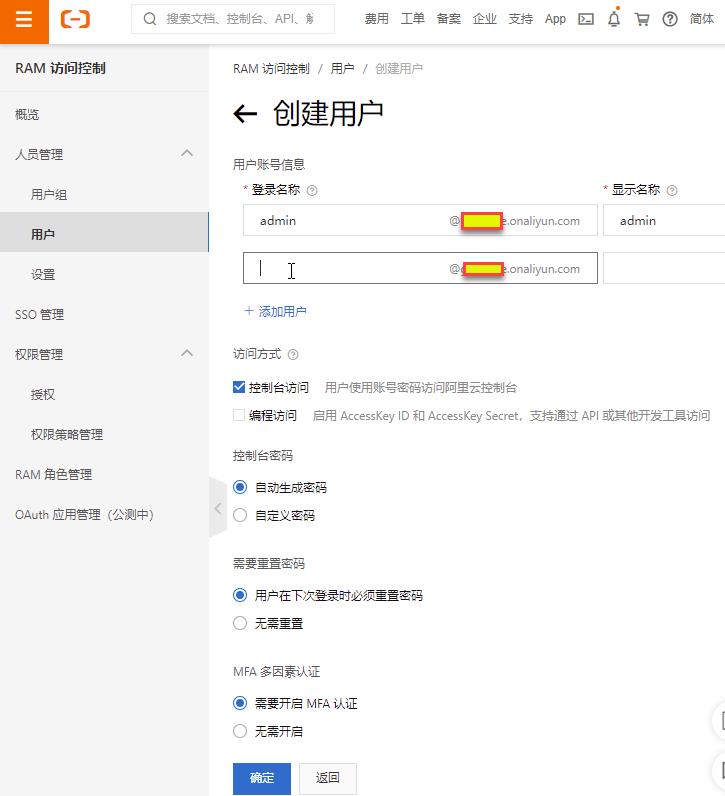 搜索文档、控制台、API、解
费用 工单 备案 企业 支持 App 简体
RAM 访问控制
概览
人员管理
用户组
用户
设置
SSO 管理
权限管理
授权
权限策略管理
RAM 角色管理
OAuth 应用管理（公测中）
RAM 访问控制 / 用户 / 创建用户
创建用户
用户账号信息
* 登录名称 * 显示名称
admin @ e.onaliyun.com admin
@ e.onaliyun.com
+ 添加用户
访问方式
控制台访问 用户使用账号密码访问阿里云控制台
编程访问 启用 AccessKey ID 和 AccessKey Secret，支持通过 API 或其他开发工具访问
控制台密码
自动生成密码
自定义密码
需要重置密码
用户在下次登录时必须重置密码
无需重置
MFA 多因素认证
需要开启 MFA 认证
无需开启
确定 返回